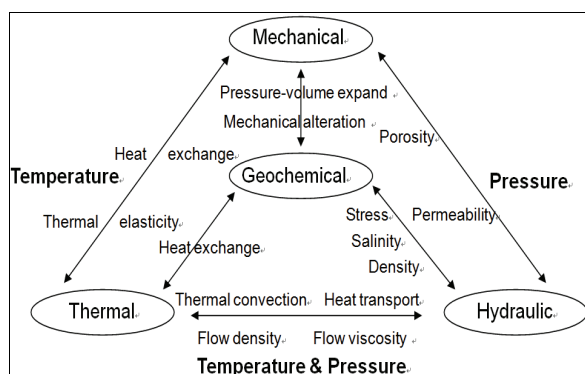 Mechanical
Pressure-volume expand
Mechanical alteration
Porosity
Heat exchange
Temperature
Geochemical
Pressure
Thermal elasticity
Stress
Permeability
Heat exchange
Salinity
Density
Thermal
Thermal convection Heat transport
Hydraulic
Flow density Flow viscosity
Temperature & Pressure